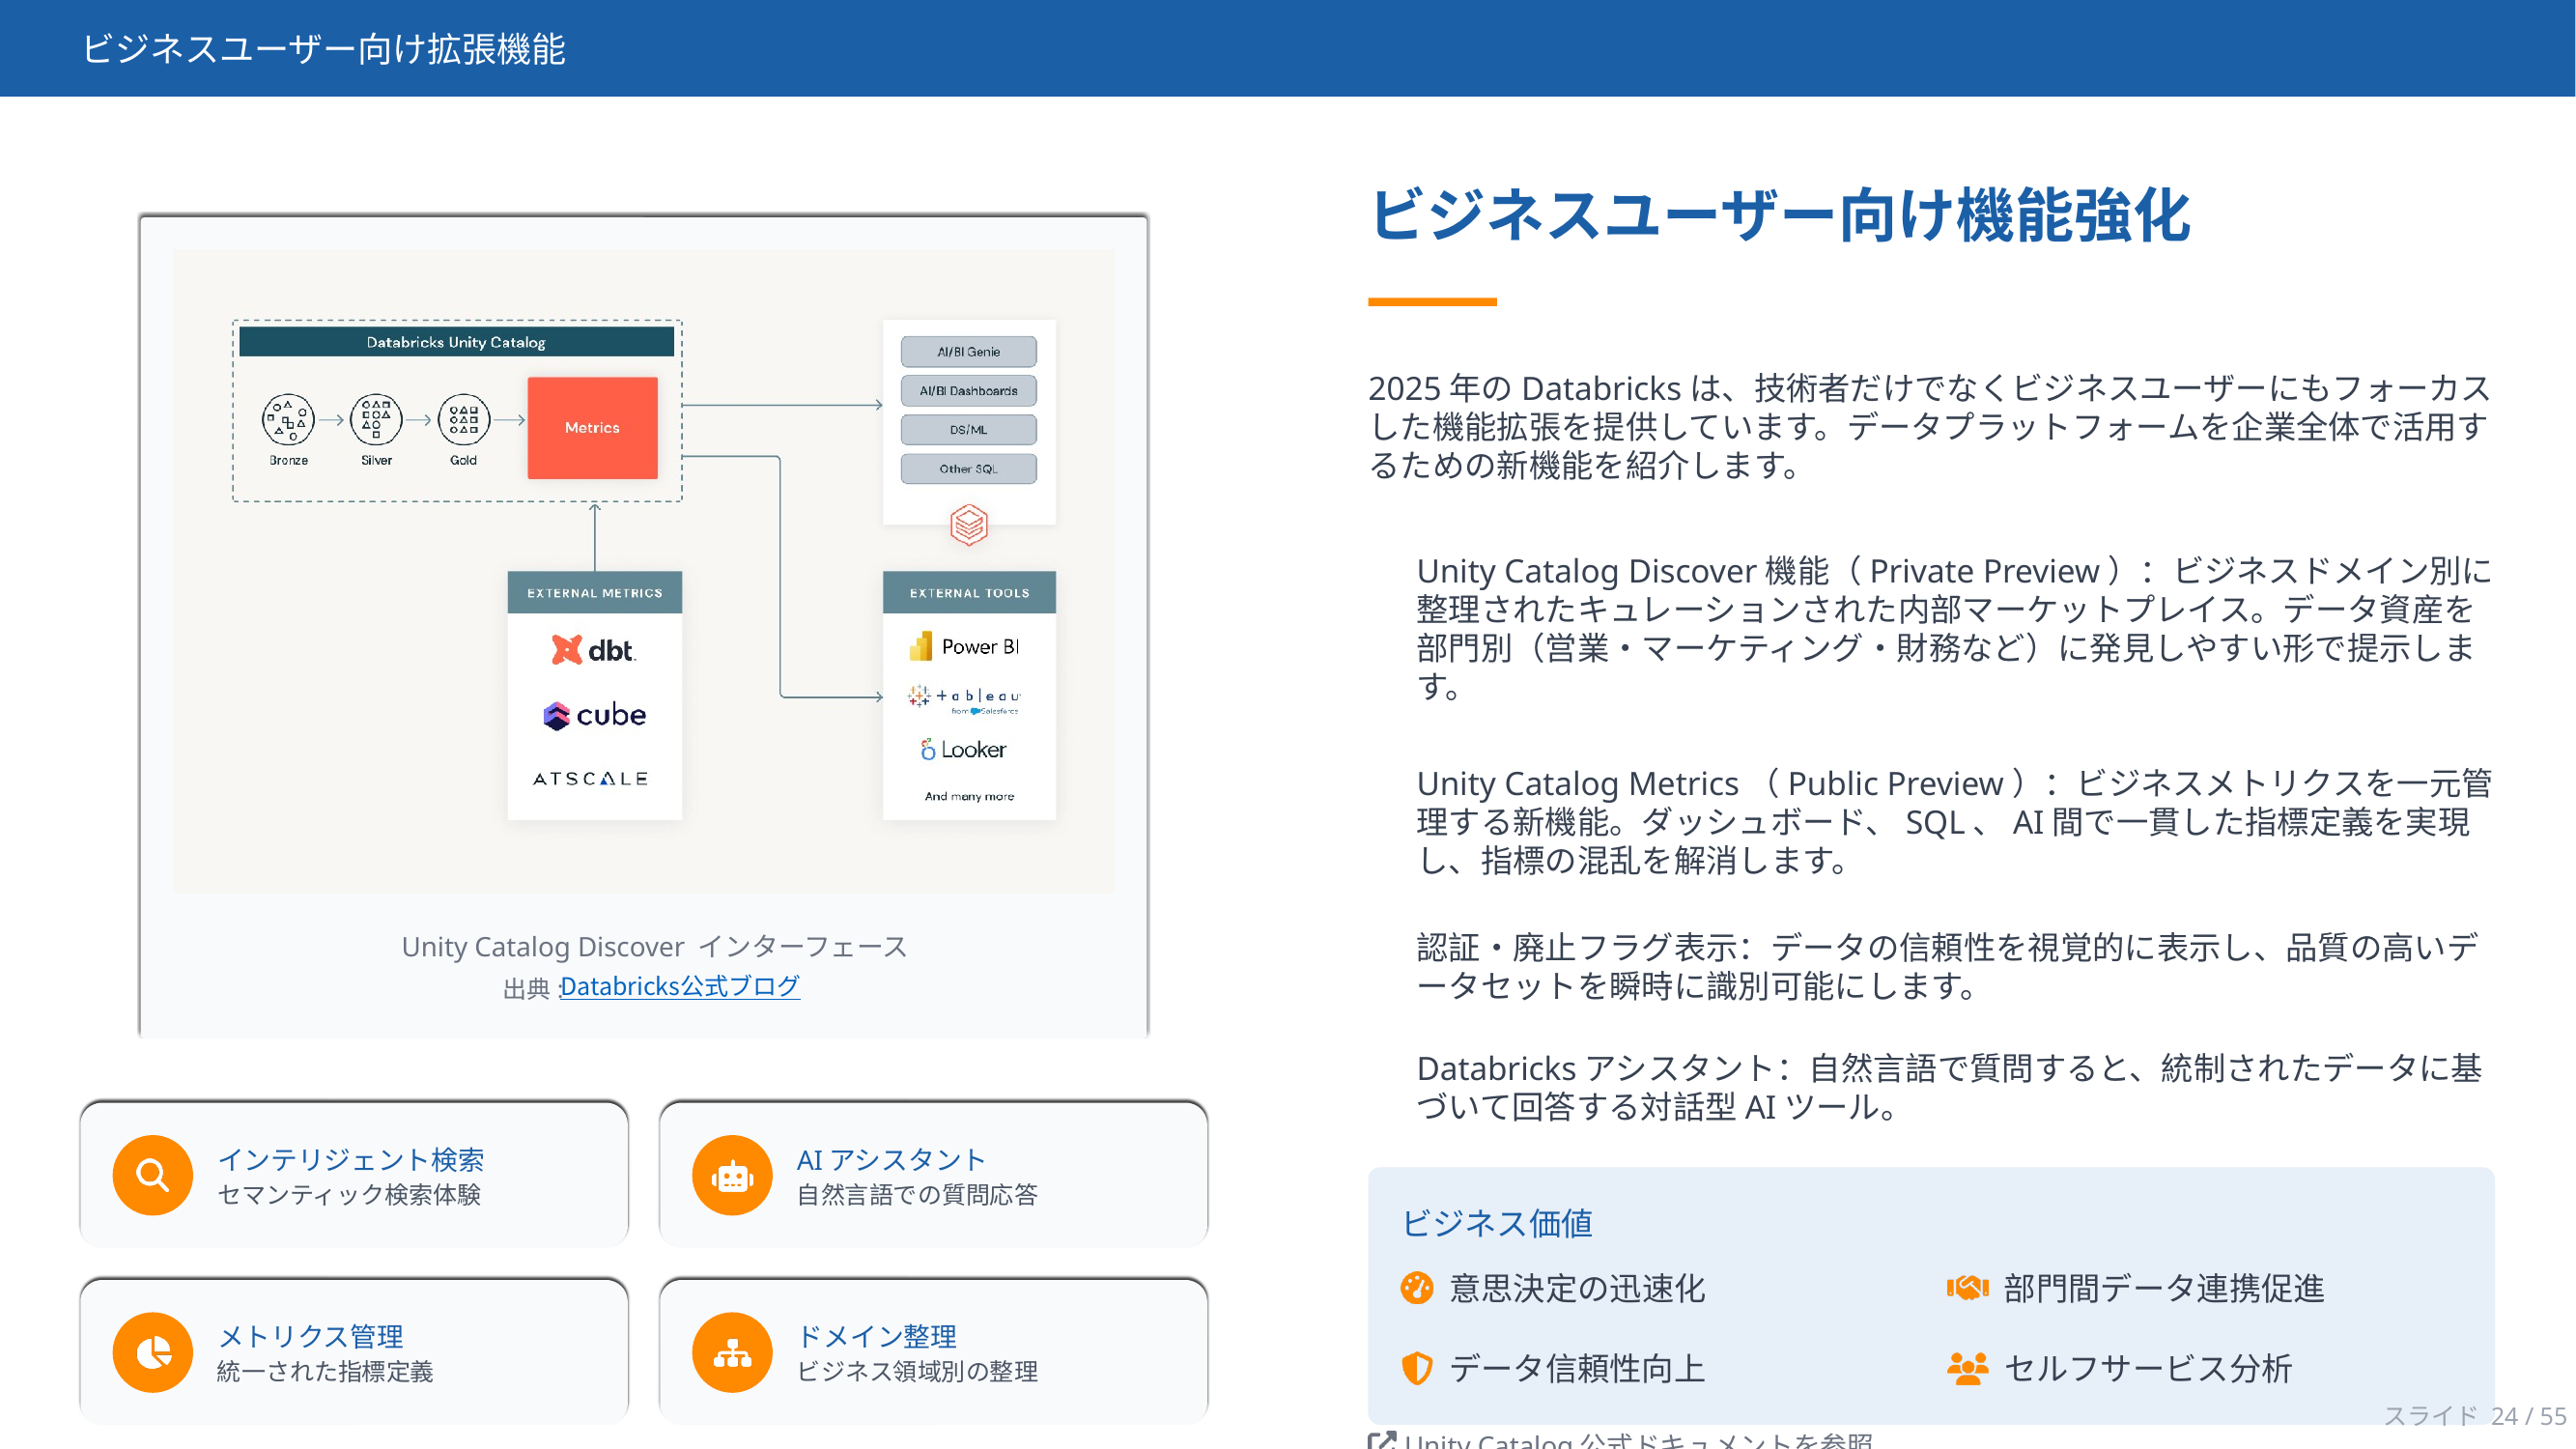 ビジネスユーザー向け拡張機能
Databricks Unity Catalog
Bronze
Silver
Gold
Metrics
AI/BI Genie
AI/BI Dashboards
DS/ML
Other SQL
EXTERNAL METRICS
dbt
cube
ATSCALE
EXTERNAL TOOLS
Power BI
+ableau
from Salesforce
Looker
And many more
Unity Catalog Discover インターフェース
出典 : Databricks公式ブログ
インテリジェント検索
セマンティック検索体験
AI アシスタント
自然言語での質問応答
メトリクス管理
統一された指標定義
ドメイン整理
ビジネス領域別の整理
ビジネスユーザー向け機能強化
2025 年の Databricks は、技術者だけでなくビジネスユーザーにもフォーカス
した機能拡張を提供しています。データプラットフォームを企業全体で活用す
るための新機能を紹介します。
Unity Catalog Discover 機能（ Private Preview ）: ビジネスドメイン別に
整理されたキュレーションされた内部マーケットプレイス。データ資産を
部門別（営業・マーケティング・財務など）に発見しやすい形で提示しま
す。
Unity Catalog Metrics （ Public Preview ）: ビジネスメトリクスを一元管
理する新機能。ダッシュボード、 SQL 、 AI 間で一貫した指標定義を実現
し、指標の混乱を解消します。
認証・廃止フラグ表示: データの信頼性を視覚的に表示し、品質の高いデ
ータセットを瞬時に識別可能にします。
Databricks アシスタント: 自然言語で質問すると、統制されたデータに基
づいて回答する対話型 AI ツール。
ビジネス価値
意思決定の迅速化
部門間データ連携促進
データ信頼性向上
セルフサービス分析
スライド 24 / 55
Unity Catalog 公式ドキュメントを参照